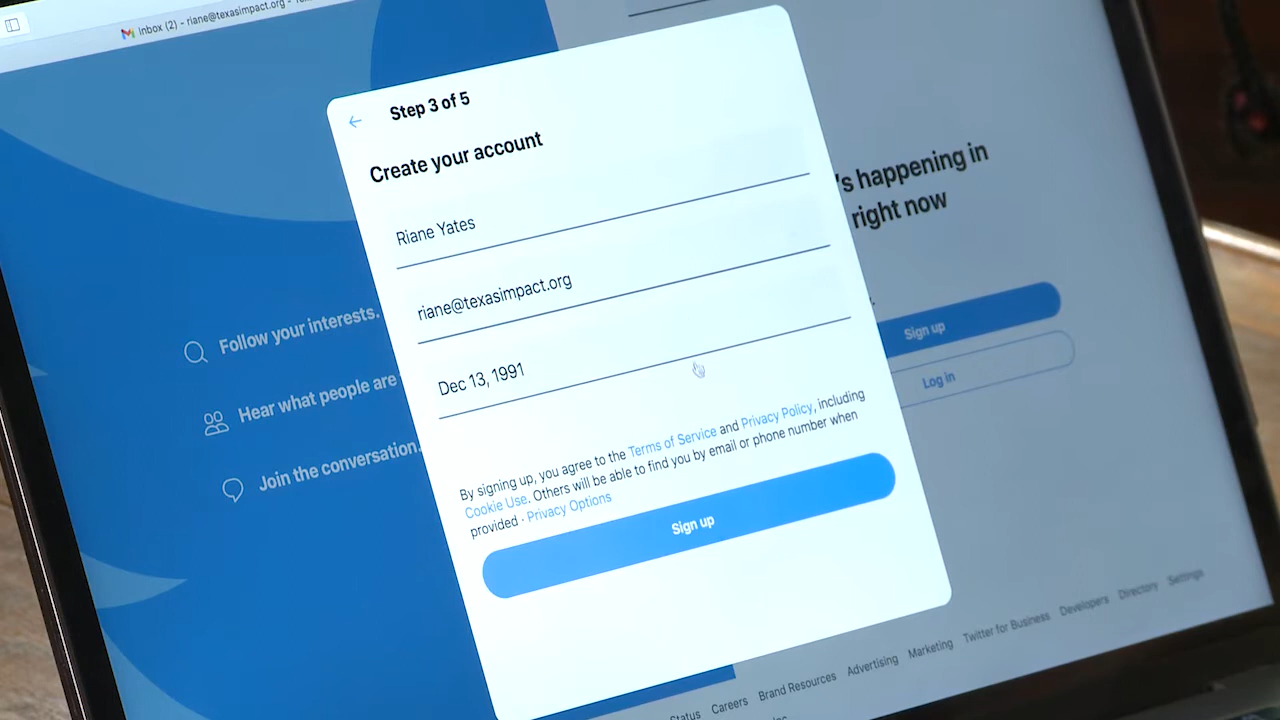 Inbox (2) - riane@texasimpact.org -
Step 3 of 5
Create your account
Riane Yates
riane@texasimpact.org
Dec 13, 1991
By signing up, you agree to the Terms of Service and Privacy Policy, including
Cookie Use. Others will be able to find you by email or phone number when
provided · Privacy Options
Sign up
Follow your interests.
Hear what people are
Join the conversation.
's happening in
right now
Sign up
Log in
Status Careers Brand Resources Advertising Marketing Twitter for Business Developers Directory Settings